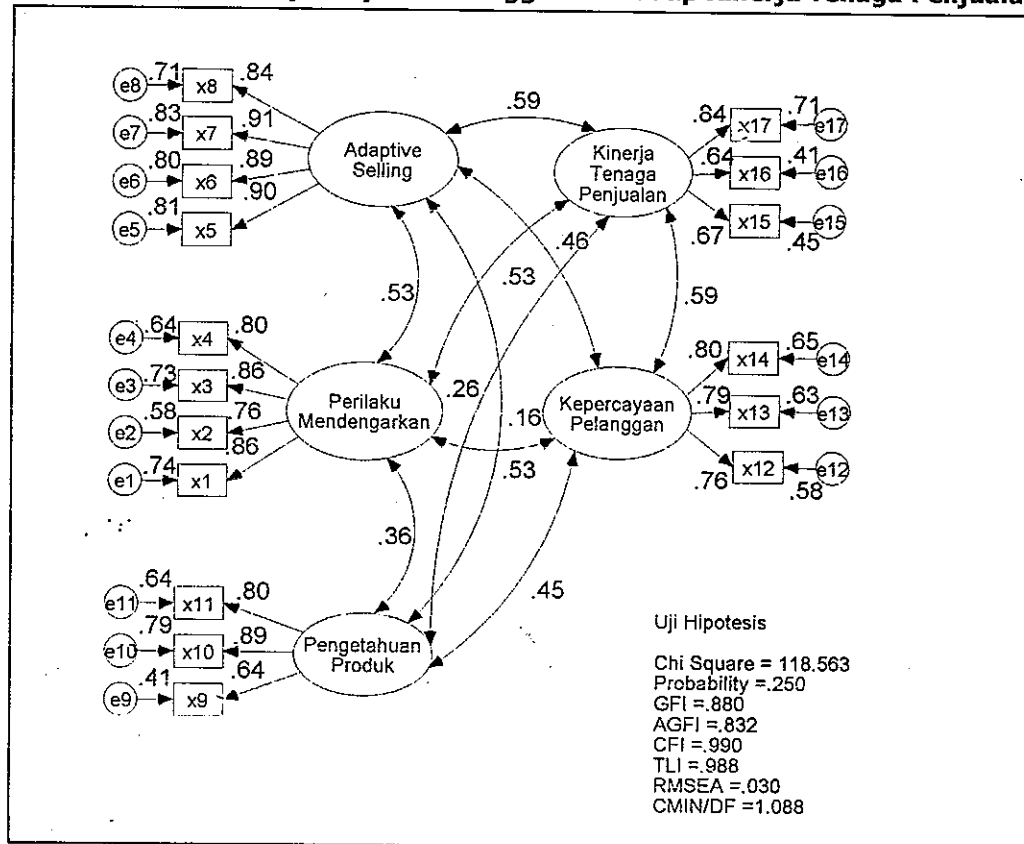 Kinerja Tenaga
.71 .84
e8 x8
.83 .91
e7 x7
.80 .89
e6 x6
.81 .90
e5 x5
Adaptive
Selling
.59
Kinerja
Tenaga
Penjualan
.84 .71
x17 e17
.64 .41
x16 e16
x15 e15
.67 .45
.46
.53
.53
.59
.64 .80
e4 x4
.73 .86
e3 x3
.58 .76
e2 x2
.74 .86
e1 x1
Perilaku
Mendengarkan
.26
.16
.53
Kepercayaan
Pelanggan
.80 .65
x14 e14
.79 .63
x13 e13
x12 e12
.76 .58
.36
.45
.64 .80
e11 x11
.79 .89
e10 x10
.41 .64
e9 x9
Pengetahuan
Produk
Uji Hipotesis
Chi Square = 118.563
Probability =.250
GFI =.880
AGFI =.832
CFI =.990
TLI =.988
RMSEA =.030
CMIN/DF =1.088